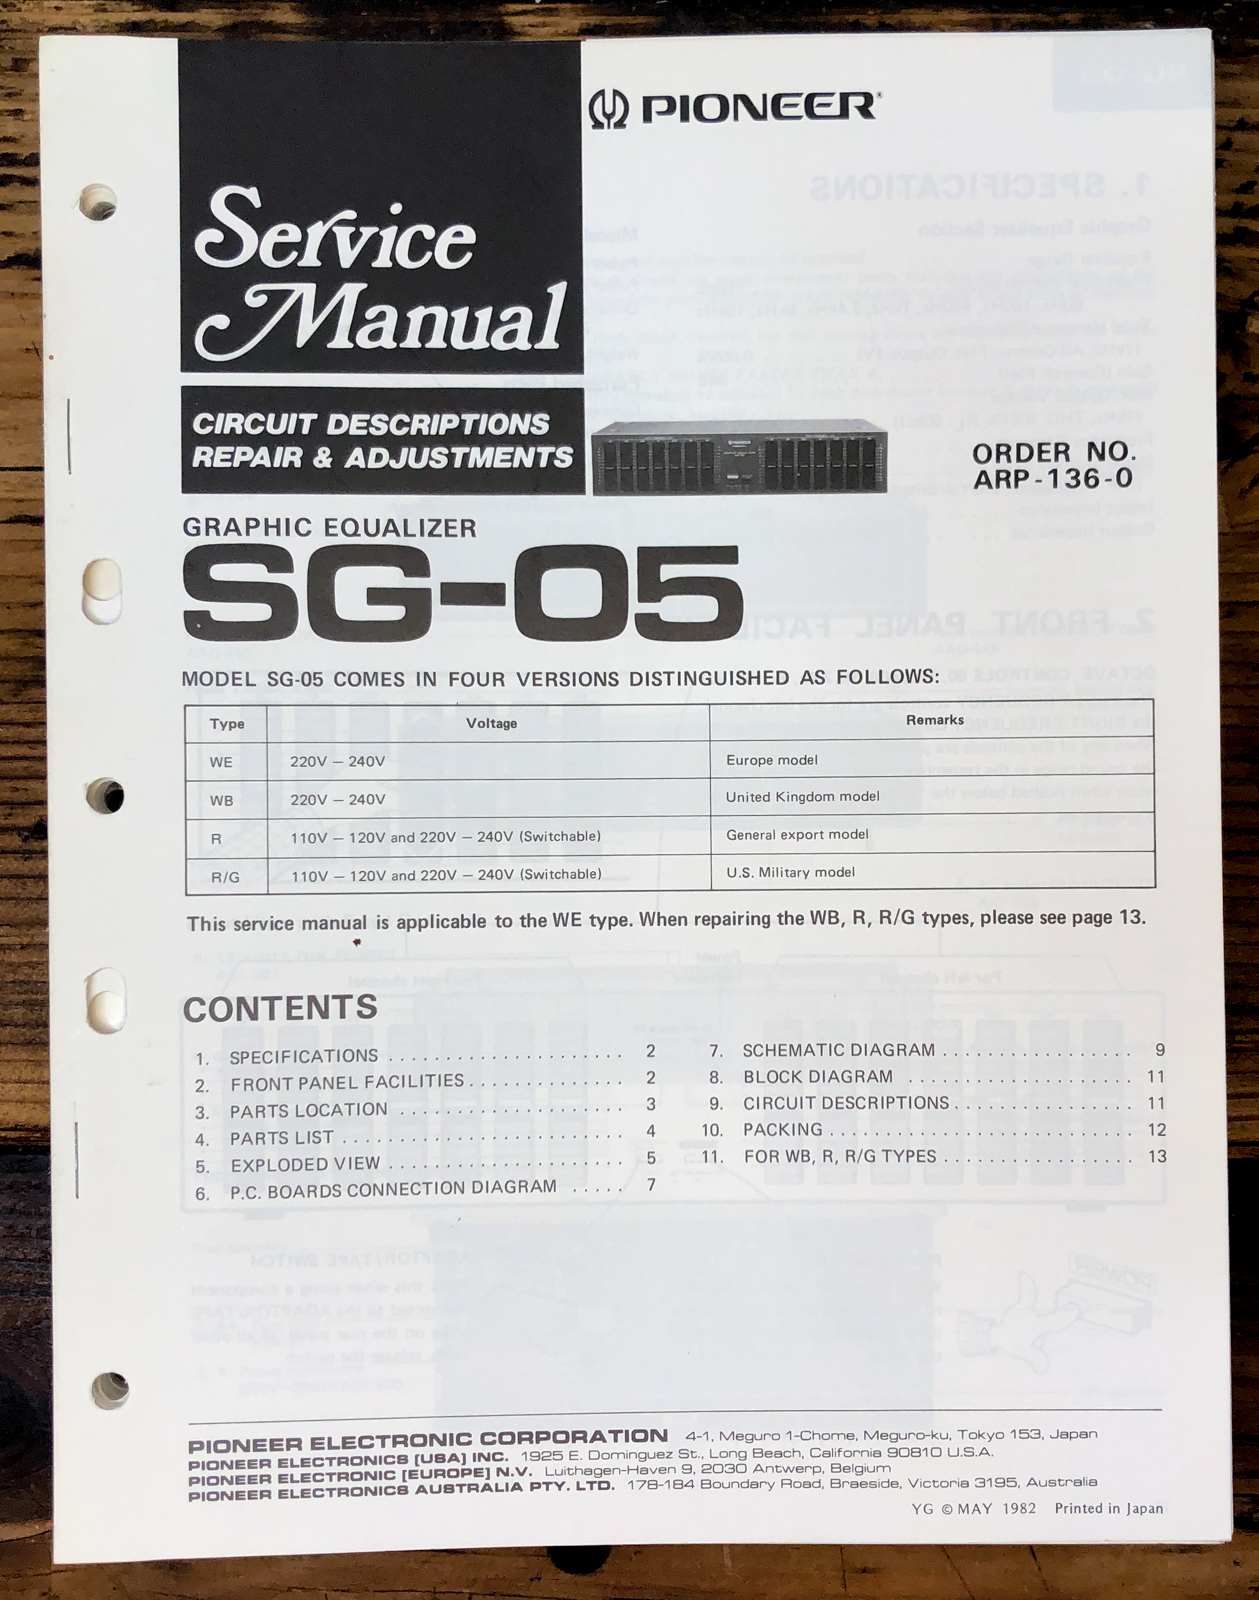 PIONEER®
Service
Manual
CIRCUIT DESCRIPTIONS
REPAIR & ADJUSTMENTS
ORDER NO.
ARP-136-0
GRAPHIC EQUALIZER
SG-05
MODEL SG-05 COMES IN FOUR VERSIONS DISTINGUISHED AS FOLLOWS:
Type Voltage Remarks
WE 220V – 240V Europe model
WB 220V – 240V United Kingdom model
R 110V – 120V and 220V – 240V (Switchable) General export model
R/G 110V – 120V and 220V – 240V (Switchable) U.S. Military model
This service manual is applicable to the WE type. When repairing the WB, R, R/G types, please see page 13.
CONTENTS
1. SPECIFICATIONS ........................ 2
2. FRONT PANEL FACILITIES .............. 2
3. PARTS LOCATION ....................... 3
4. PARTS LIST ............................. 4
5. EXPLODED VIEW ........................ 5
6. P.C. BOARDS CONNECTION DIAGRAM ..... 7
7. SCHEMATIC DIAGRAM ................. 9
8. BLOCK DIAGRAM ..................... 11
9. CIRCUIT DESCRIPTIONS ................ 11
10. PACKING ............................. 12
11. FOR WB, R, R/G TYPES ................. 13
PIONEER ELECTRONIC CORPORATION 4-1, Meguro 1-Chome, Meguro-ku, Tokyo 153, Japan
PIONEER ELECTRONICS [USA] INC. 1925 E. Dominguez St., Long Beach, California 90810 U.S.A.
PIONEER ELECTRONIC [EUROPE] N.V. Luithagen-Haven 9, 2030 Antwerp, Belgium
PIONEER ELECTRONICS AUSTRALIA PTY. LTD. 178-184 Boundary Road, Braeside, Victoria 3195, Australia
YG © MAY 1982 Printed in Japan